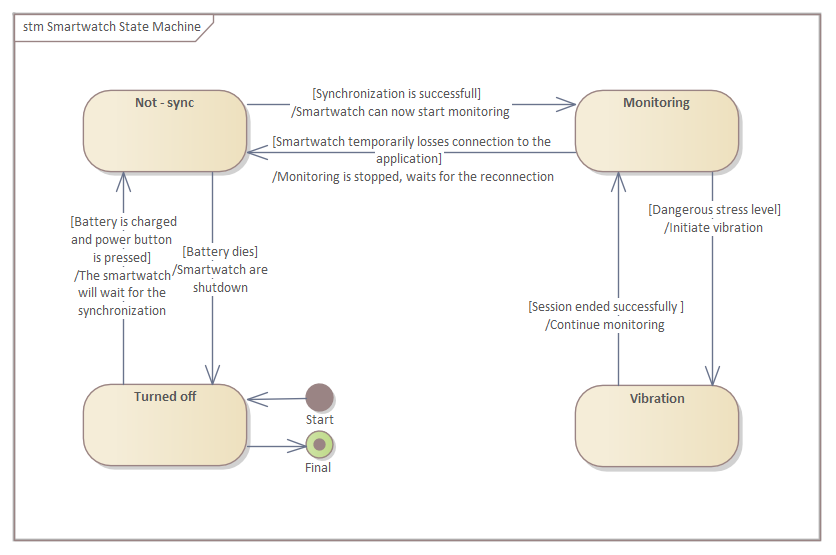 stm Smartwatch State Machine
Not - sync
[Synchronization is successfull]
/Smartwatch can now start monitoring
Monitoring
[Smartwatch temporarily losses connection to the
application]
/Monitoring is stopped, waits for the reconnection
[Battery is charged
and power button
is pressed]
/The smartwatch
will wait for the
synchronization
[Battery dies]
/Smartwatch are
shutdown
[Dangerous stress level]
/Initiate vibration
[Session ended successfully ]
/Continue monitoring
Turned off
Start
Final
Vibration